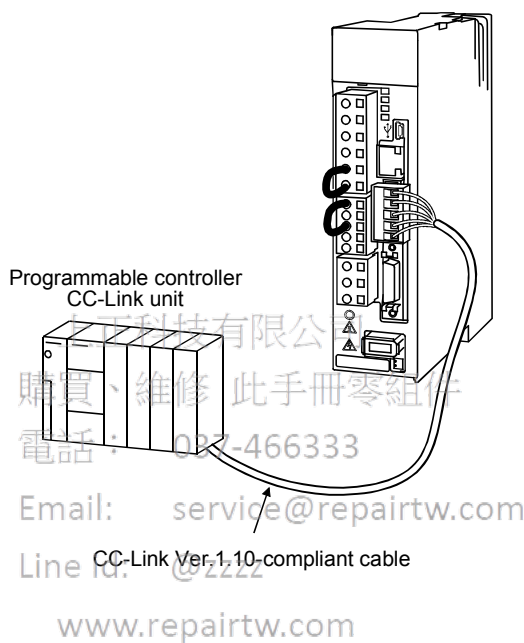 Programmable controller
CC-Link unit
上正科技有限公司
購買、維修 此手冊零組件
電話： 037-466333
Email: service@repairtw.com
CC-Link Ver.1.10-compliant cable
Line id: @zzzz
www.repairtw.com